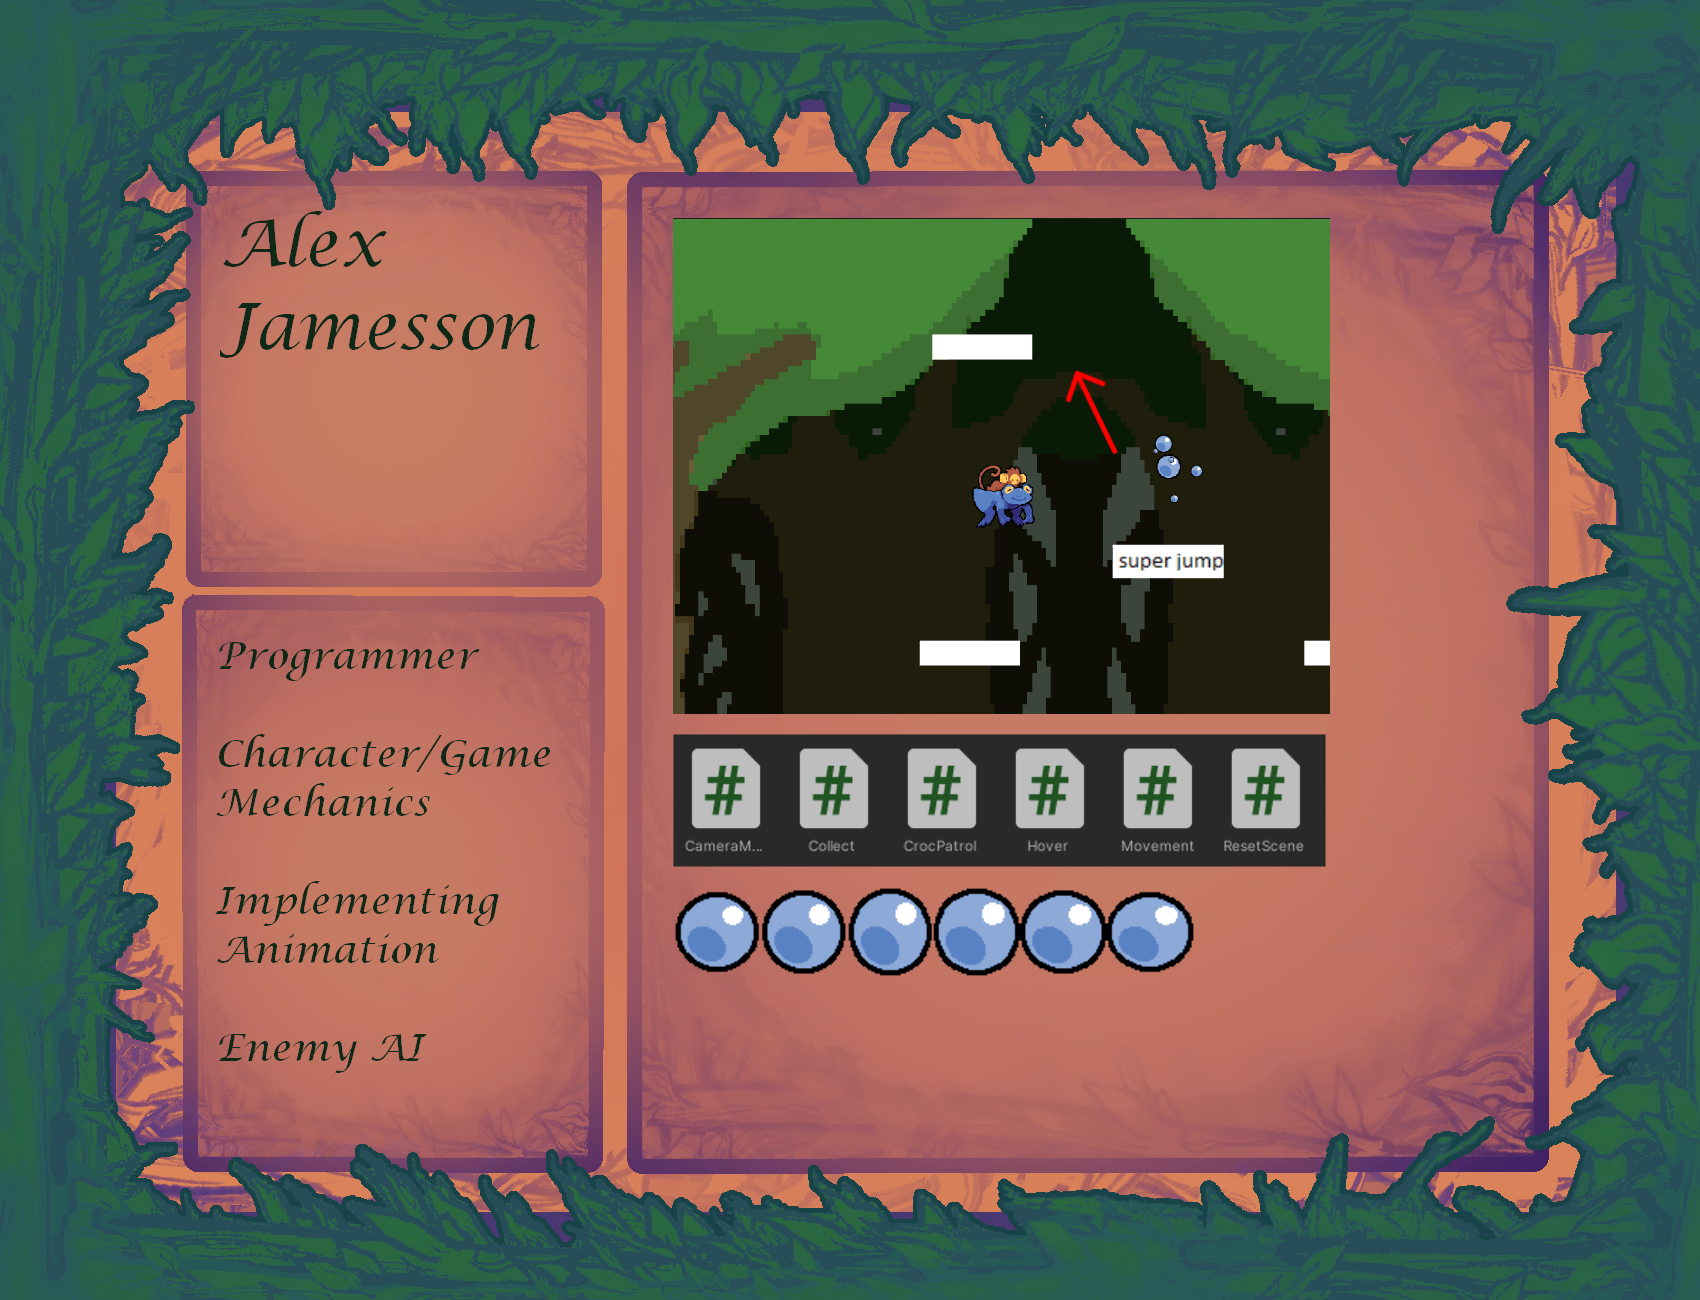 Alex
Jamesson
Programmer
Character/Game
Mechanics
Implementing
Animation
Enemy AI
super jump
CameraM...
Collect
CrocPatrol
Hover
Movement
ResetScene